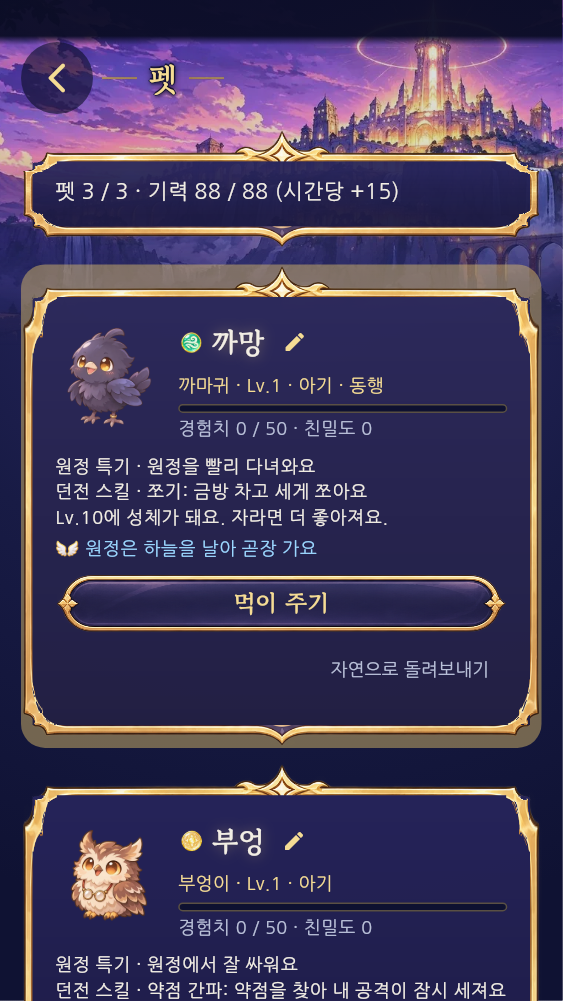 펫
펫 3 / 3 · 기력 88 / 88 (시간당 +15)
까망
까마귀 · Lv.1 · 아기 · 동행
경험치 0 / 50 · 친밀도 0
원정 특기 · 원정을 빨리 다녀와요
던전 스킬 · 쪼기: 금방 차고 세게 쪼아요
Lv.10에 성체가 돼요. 자라면 더 좋아져요.
원정은 하늘을 날아 곧장 가요
먹이 주기
자연으로 돌려보내기
부엉
부엉이 · Lv.1 · 아기
경험치 0 / 50 · 친밀도 0
원정 특기 · 원정에서 잘 싸워요
던전 스킬 · 약점 간파: 약점을 찾아 내 공격이 잠시 세져요